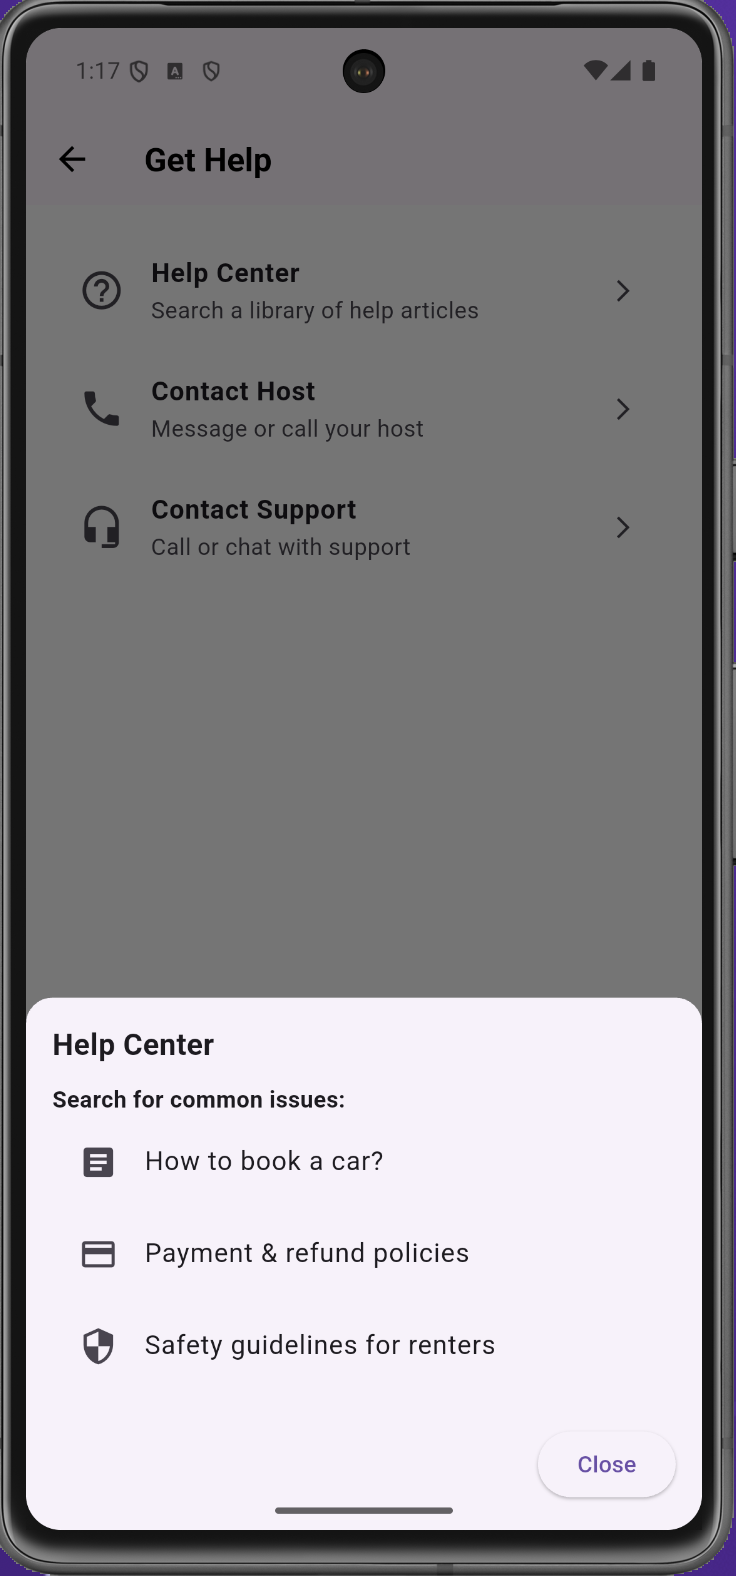 1:17
Get Help
Help Center
Search a library of help articles
Contact Host
Message or call your host
Contact Support
Call or chat with support
Help Center
Search for common issues:
How to book a car?
Payment & refund policies
Safety guidelines for renters
Close